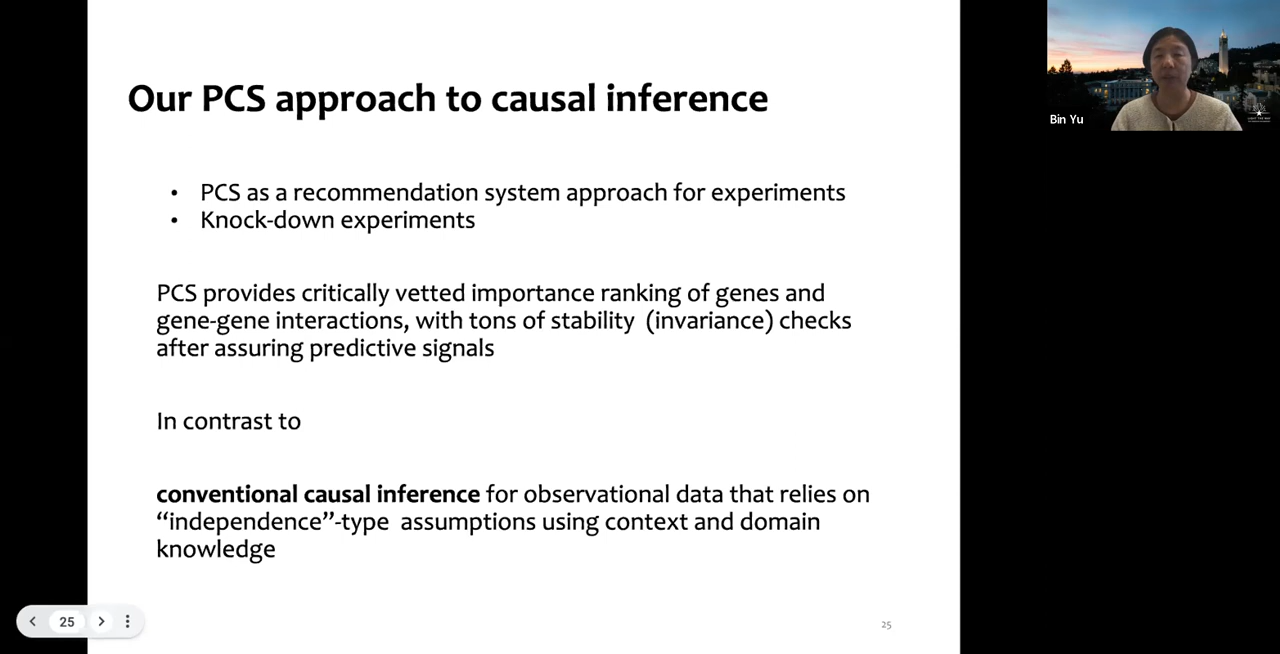 Our PCS approach to causal inference
• PCS as a recommendation system approach for experiments
• Knock-down experiments
PCS provides critically vetted importance ranking of genes and
gene-gene interactions, with tons of stability (invariance) checks
after assuring predictive signals
In contrast to
conventional causal inference for observational data that relies on
“independence”-type assumptions using context and domain
knowledge
25
25
Bin Yu